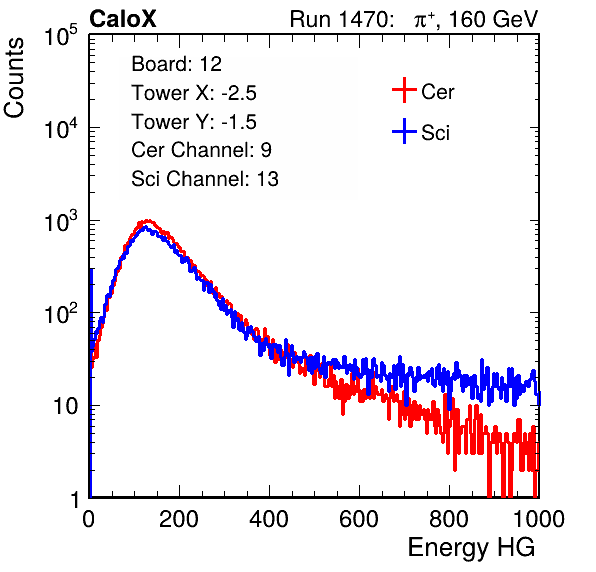 CaloX Run 1470: π⁺, 160 GeV
Counts
10⁵
10⁴
10³
10²
10
1
Board: 12
Tower X: -2.5
Tower Y: -1.5
Cer Channel: 9
Sci Channel: 13
Cer
Sci
0 200 400 600 800 1000
Energy HG